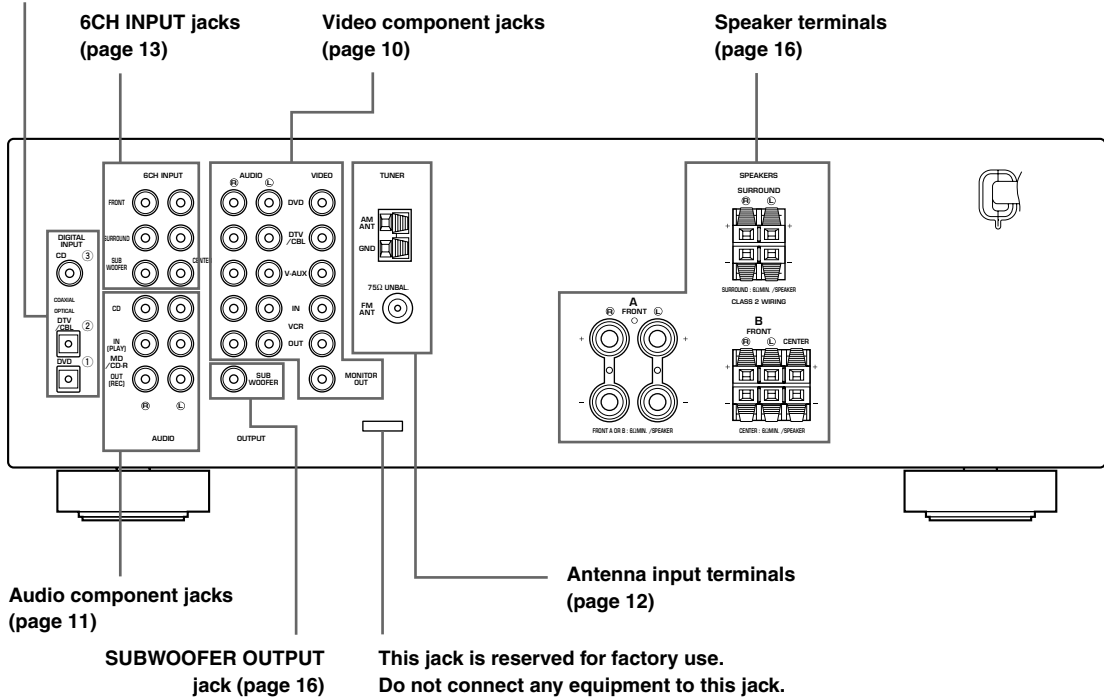 6CH INPUT jacks
(page 13)
Video component jacks
(page 10)
Speaker terminals
(page 16)
6CH INPUT
FRONT
SURROUND
SUB
WOOFER
CENTER
DIGITAL
INPUT
CD ③
COAXIAL
OPTICAL
DTV
/CBL ②
DVD ①
CD
IN
(PLAY)
MD
/CD-R
OUT
(REC)
R L
AUDIO
AUDIO
R L
VIDEO
DVD
DTV
/CBL
V-AUX
IN
VCR
OUT
SUB
WOOFER
MONITOR
OUT
OUTPUT
TUNER
AM
ANT
GND
75Ω UNBAL.
FM
ANT
SPEAKERS
SURROUND
R L
+ +
– –
SURROUND : 6ΩMIN. /SPEAKER
CLASS 2 WIRING
A
FRONT
R L
+ +
– –
FRONT A OR B : 6ΩMIN. /SPEAKER
B
FRONT
R L CENTER
+ +
– –
CENTER : 6ΩMIN. /SPEAKER
Audio component jacks
(page 11)
SUBWOOFER OUTPUT
jack (page 16)
This jack is reserved for factory use.
Do not connect any equipment to this jack.
Antenna input terminals
(page 12)